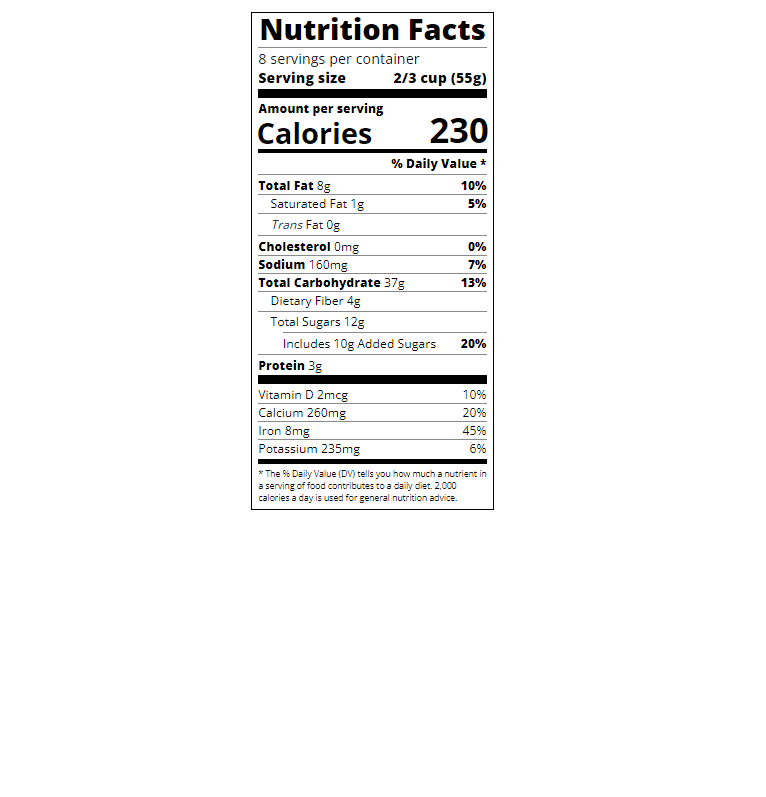 Nutrition Facts
8 servings per container
Serving size 2/3 cup (55g)
Amount per serving
Calories 230
% Daily Value *
Total Fat 8g 10%
Saturated Fat 1g 5%
Trans Fat 0g
Cholesterol 0mg 0%
Sodium 160mg 7%
Total Carbohydrate 37g 13%
Dietary Fiber 4g
Total Sugars 12g
Includes 10g Added Sugars 20%
Protein 3g
Vitamin D 2mcg 10%
Calcium 260mg 20%
Iron 8mg 45%
Potassium 235mg 6%
* The % Daily Value (DV) tells you how much a nutrient in
a serving of food contributes to a daily diet. 2,000
calories a day is used for general nutrition advice.